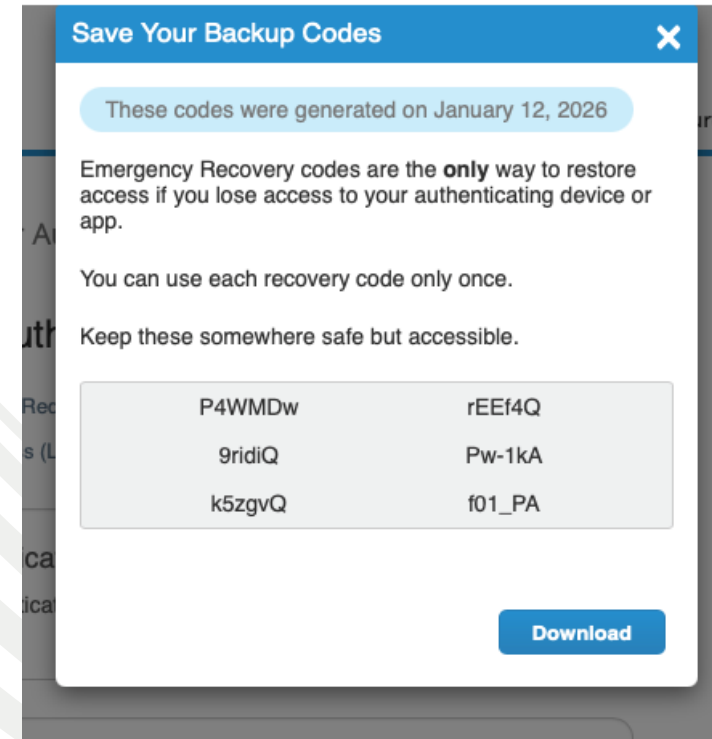 Save Your Backup Codes
These codes were generated on January 12, 2026
Emergency Recovery codes are the only way to restore
access if you lose access to your authenticating device or
app.
You can use each recovery code only once.
Keep these somewhere safe but accessible.
P4WMDw rEEf4Q
9ridiQ Pw-1kA
k5zgvQ f01_PA
Download